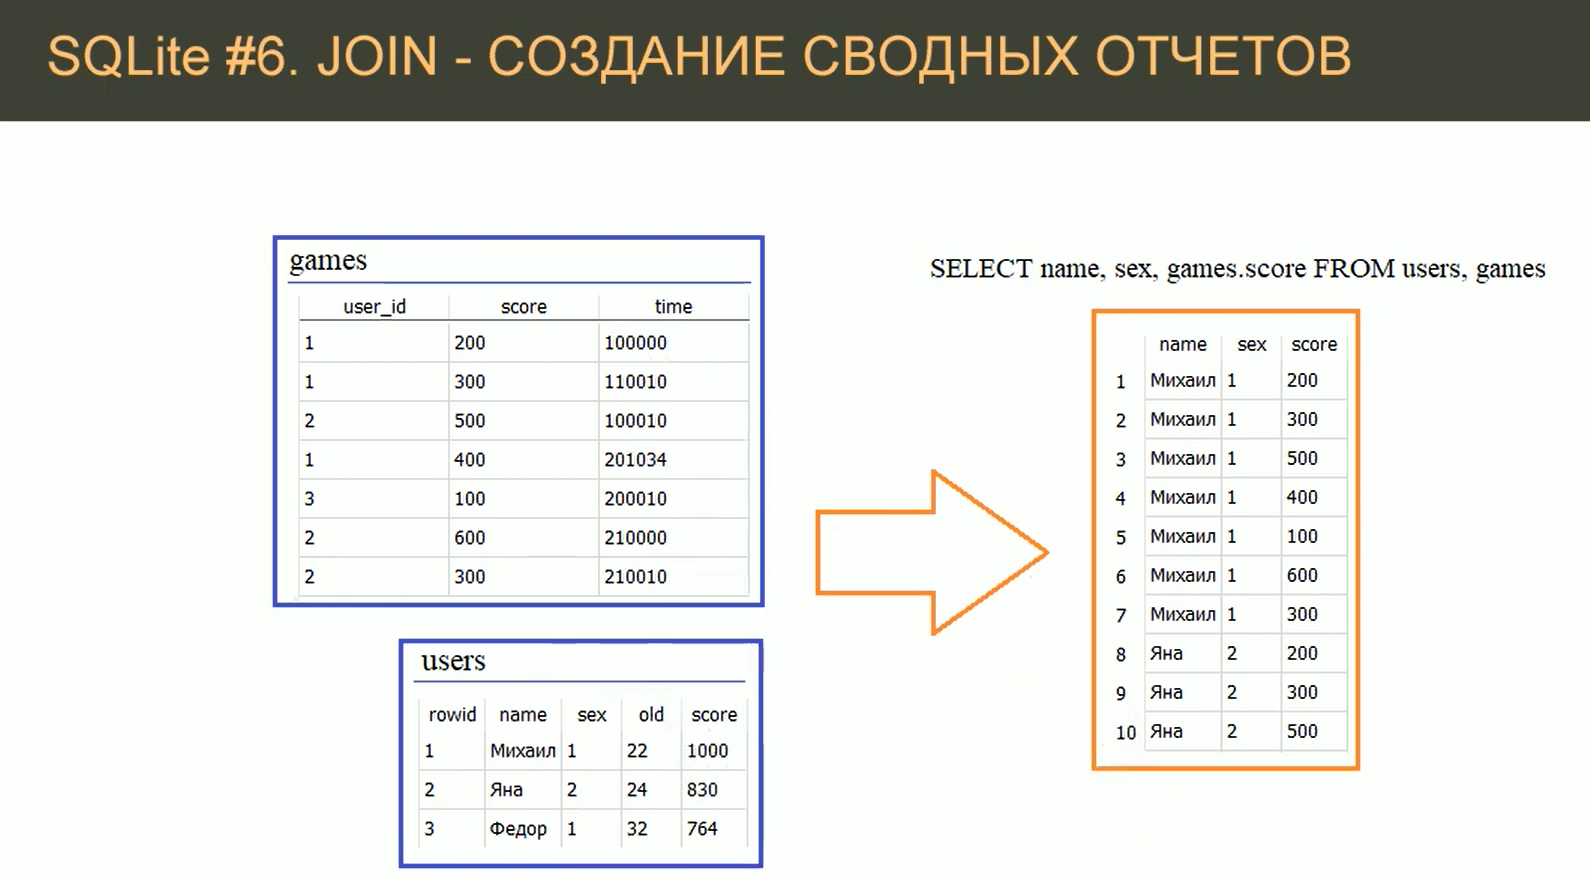 SQLite #6. JOIN - СОЗДАНИЕ СВОДНЫХ ОТЧЕТОВ
games
user_id score time
1 200 100000
1 300 110010
2 500 100010
1 400 201034
3 100 200010
2 600 210000
2 300 210010
users
rowid name sex old score
1 Михаил 1 22 1000
2 Яна 2 24 830
3 Федор 1 32 764
SELECT name, sex, games.score FROM users, games
name sex score
1 Михаил 1 200
2 Михаил 1 300
3 Михаил 1 500
4 Михаил 1 400
5 Михаил 1 100
6 Михаил 1 600
7 Михаил 1 300
8 Яна 2 200
9 Яна 2 300
10 Яна 2 500